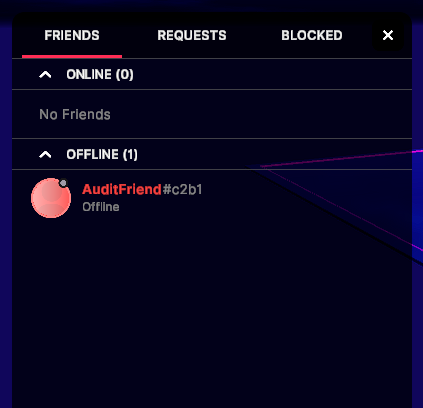 FRIENDS REQUESTS BLOCKED
ONLINE (0)
No Friends
OFFLINE (1)
AuditFriend#c2b1
Offline